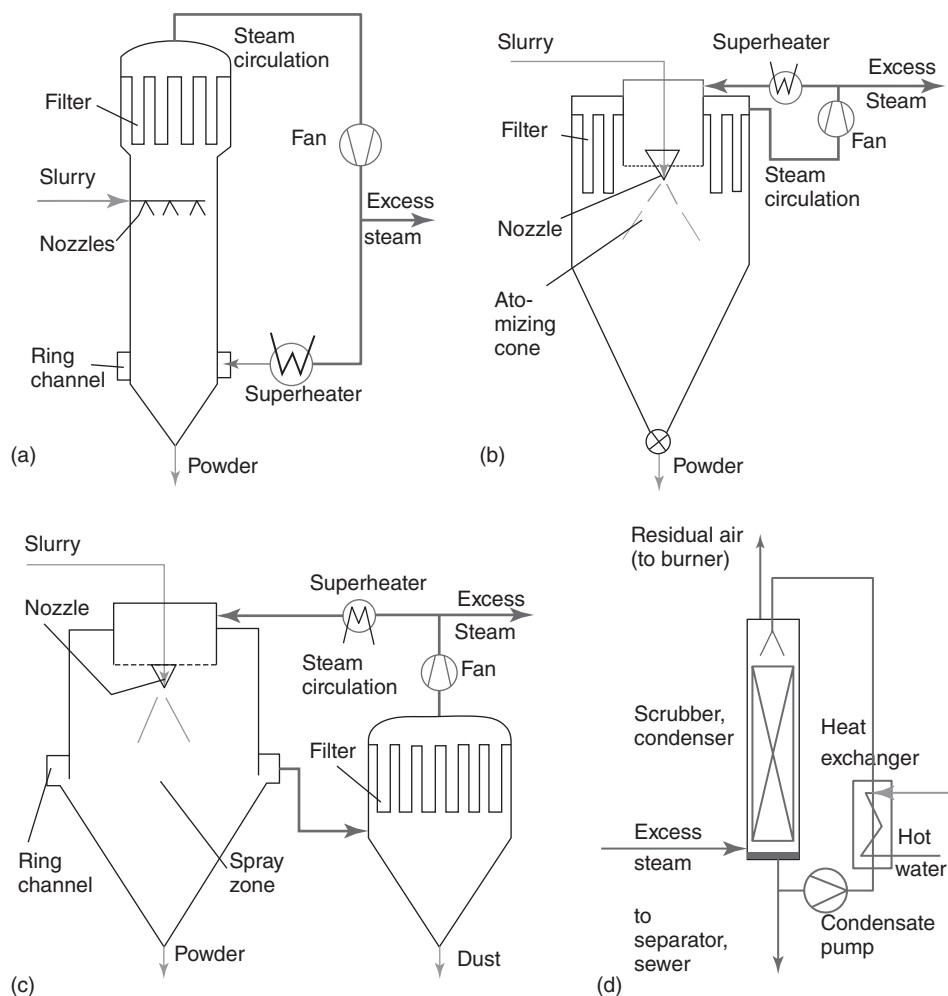 Steam
circulation
Filter
Fan
Slurry
Nozzles
Excess
steam
Ring
channel
Superheater
(a)
Powder
Slurry
Superheater
Excess
Steam
Filter
Fan
Steam
circulation
Nozzle
Ato-
mizing
cone
(b)
Powder
Slurry
Nozzle
Superheater
Excess
Steam
Steam
circulation
Fan
Filter
Ring
channel
Spray
zone
(c)
Powder
Dust
Residual air
(to burner)
Scrubber,
condenser
Heat
exchanger
Excess
steam
Hot
water
to
separator,
sewer
Condensate
pump
(d)